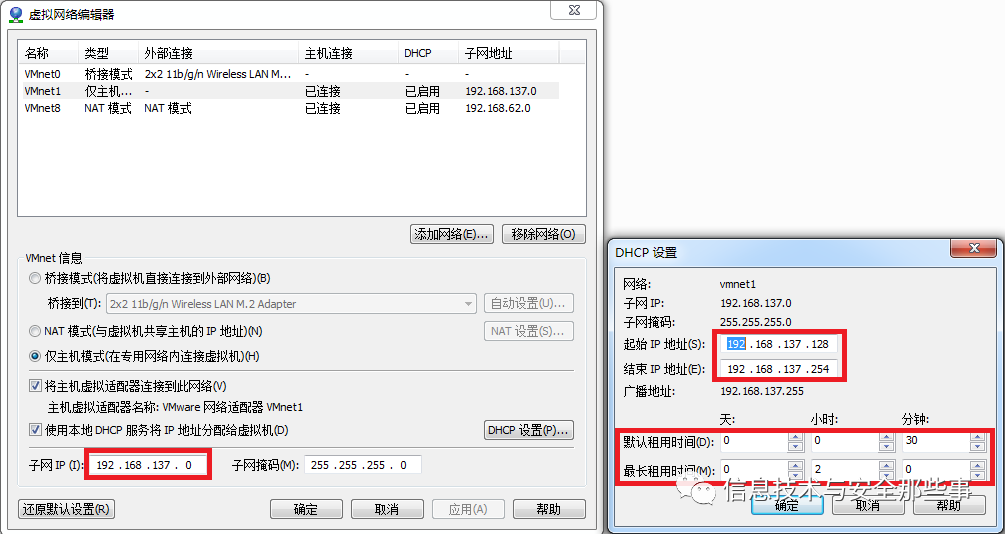 虚拟网络编辑器
名称 类型 外部连接 主机连接 DHCP 子网地址
VMnet0 桥接模式 2x2 11b/g/n Wireless LAN M... - - -
VMnet1 仅主机... - 已连接 已启用 192.168.137.0
VMnet8 NAT 模式 NAT 模式 已连接 已启用 192.168.62.0
添加网络(E)... 移除网络(O)
VMnet 信息
桥接模式(将虚拟机直接连接到外部网络)(B)
桥接到(T): 2x2 11b/g/n Wireless LAN M.2 Adapter 自动设置(U)...
NAT 模式(与虚拟机共享主机的 IP 地址)(N) NAT 设置(S)...
仅主机模式(在专用网络内连接虚拟机)(H)
将主机虚拟适配器连接到此网络(V)
主机虚拟适配器名称: VMware 网络适配器 VMnet1
使用本地 DHCP 服务将 IP 地址分配给虚拟机(D) DHCP 设置(P)...
子网 IP (I): 192 . 168 . 137 . 0 子网掩码(M): 255 . 255 . 255 . 0
还原默认设置(R) 确定 取消 应用(A) 帮助
DHCP 设置
网络: vmnet1
子网 IP: 192.168.137.0
子网掩码: 255.255.255.0
起始 IP 地址(S): 192 . 168 . 137 . 128
结束 IP 地址(E): 192 . 168 . 137 . 254
广播地址: 192.168.137.255
天: 小时: 分钟:
默认租用时间(D): 0 0 30
最长租用时间(M): 0 2 0
信息技术与安全那些事
确定 取消 帮助